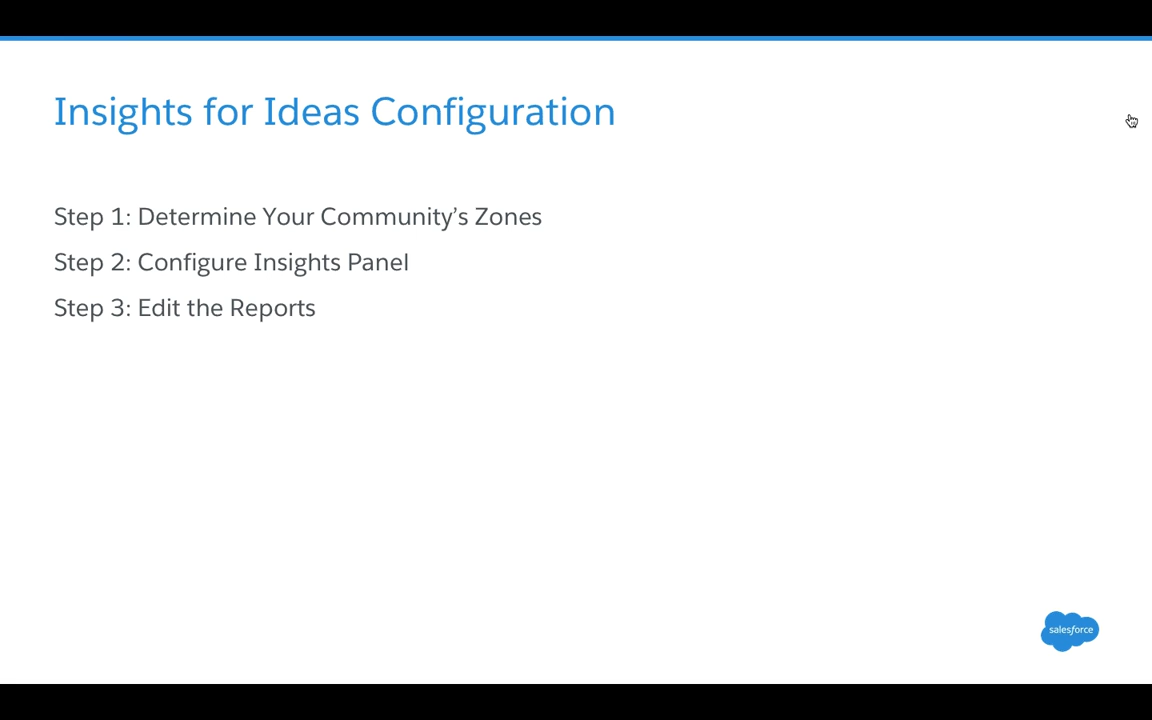 Insights for Ideas Configuration
Step 1: Determine Your Community’s Zones
Step 2: Configure Insights Panel
Step 3: Edit the Reports
salesforce